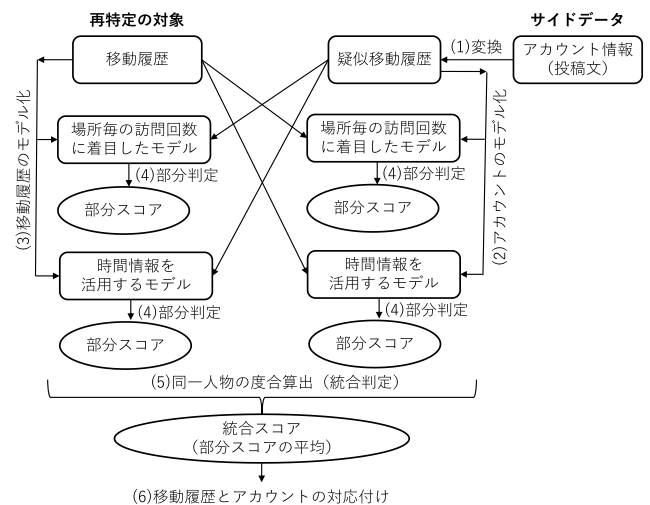 再特定の対象
サイドデータ
移動履歴
疑似移動履歴
(1)変換
アカウント情報
（投稿文）
(3)移動履歴のモデル化
場所毎の訪問回数
に着目したモデル
場所毎の訪問回数
に着目したモデル
(2)アカウントのモデル化
(4)部分判定
(4)部分判定
部分スコア
部分スコア
時間情報を
活用するモデル
時間情報を
活用するモデル
(4)部分判定
(4)部分判定
部分スコア
部分スコア
(5)同一人物の度合算出（統合判定）
統合スコア
（部分スコアの平均）
(6)移動履歴とアカウントの対応付け